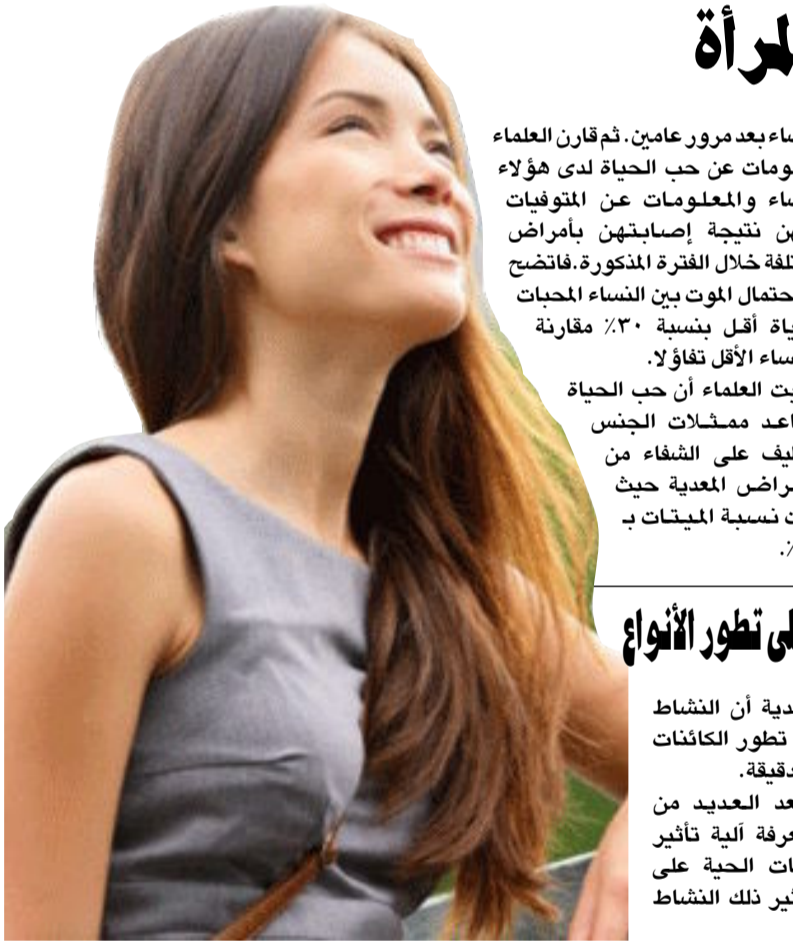 لمرأة
ساء بعد مرور عامين. ثم قارن العلماء
ومات عن حب الحياة لدى هؤلاء
ساء والمعلومات عن المتوفيات
هن نتيجة إصابتهن بأمراض
تلفة خلال الفترة المذكورة. فاتضح
حتمال الموت بين النساء المحبات
ياة أقل بنسبة ٣٠٪ مقارنة
ساء الأقل تفاؤلا.
بت العلماء أن حب الحياة
اعد ممثلات الجنس
ليف على الشفاء من
راض المعدية حيث
ت نسبة الميتات بـ
٪.
لى تطور الأنواع
دية أن النشاط
تطور الكائنات
دقيقة.
عد العديد من
عرفة آلية تأثير
ات الحية على
ثير ذلك النشاط